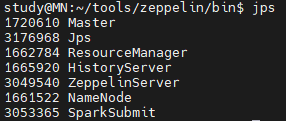 study@MN:~/tools/zeppelin/bin$ jps
1720610 Master
3176968 Jps
1662784 ResourceManager
1665920 HistoryServer
3049540 ZeppelinServer
1661522 NameNode
3053365 SparkSubmit